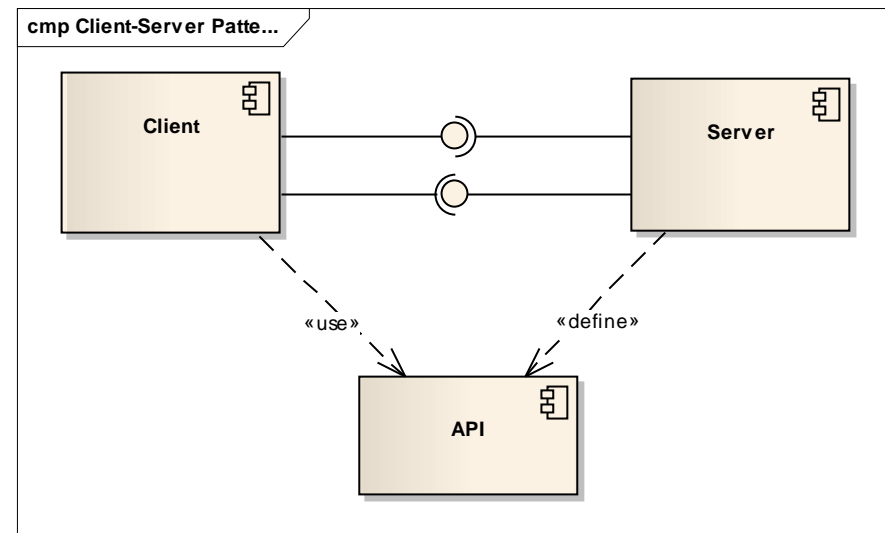 cmp Client-Server Patte...
Client
Server
«use»
«define»
API